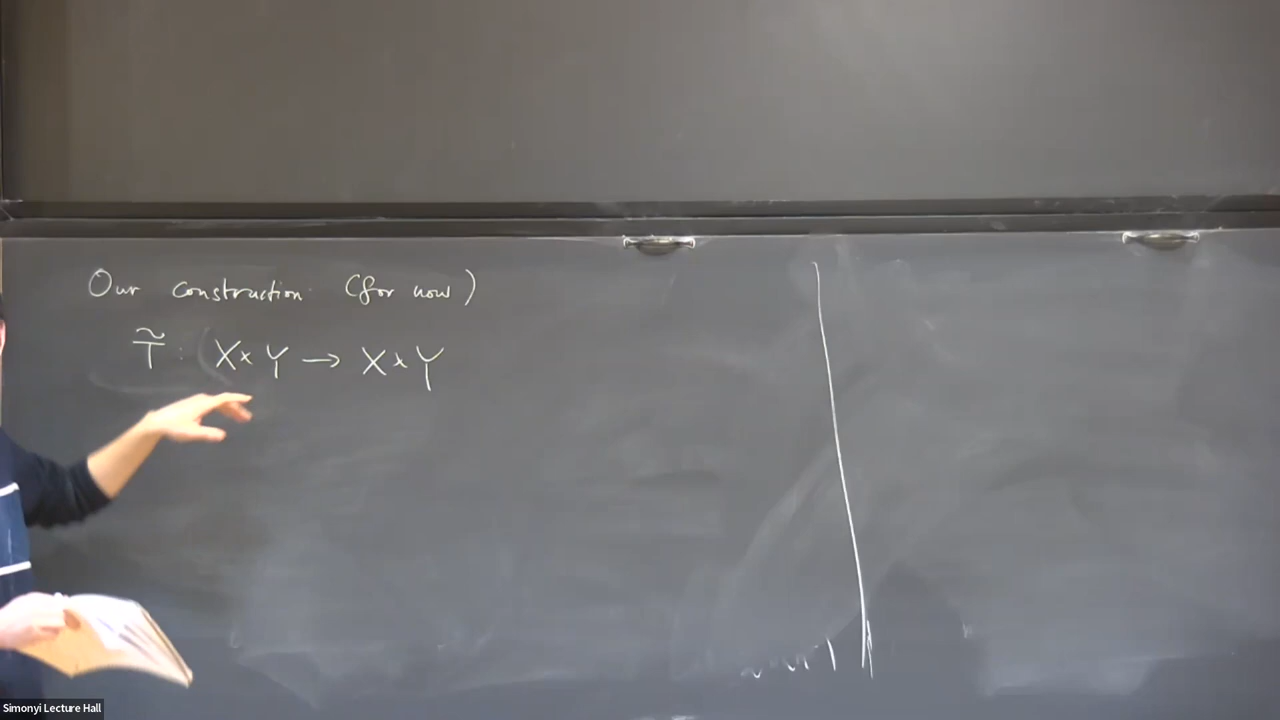 Our construction (for now)
T̃ : X × Y → X × Y
Simonyi Lecture Hall